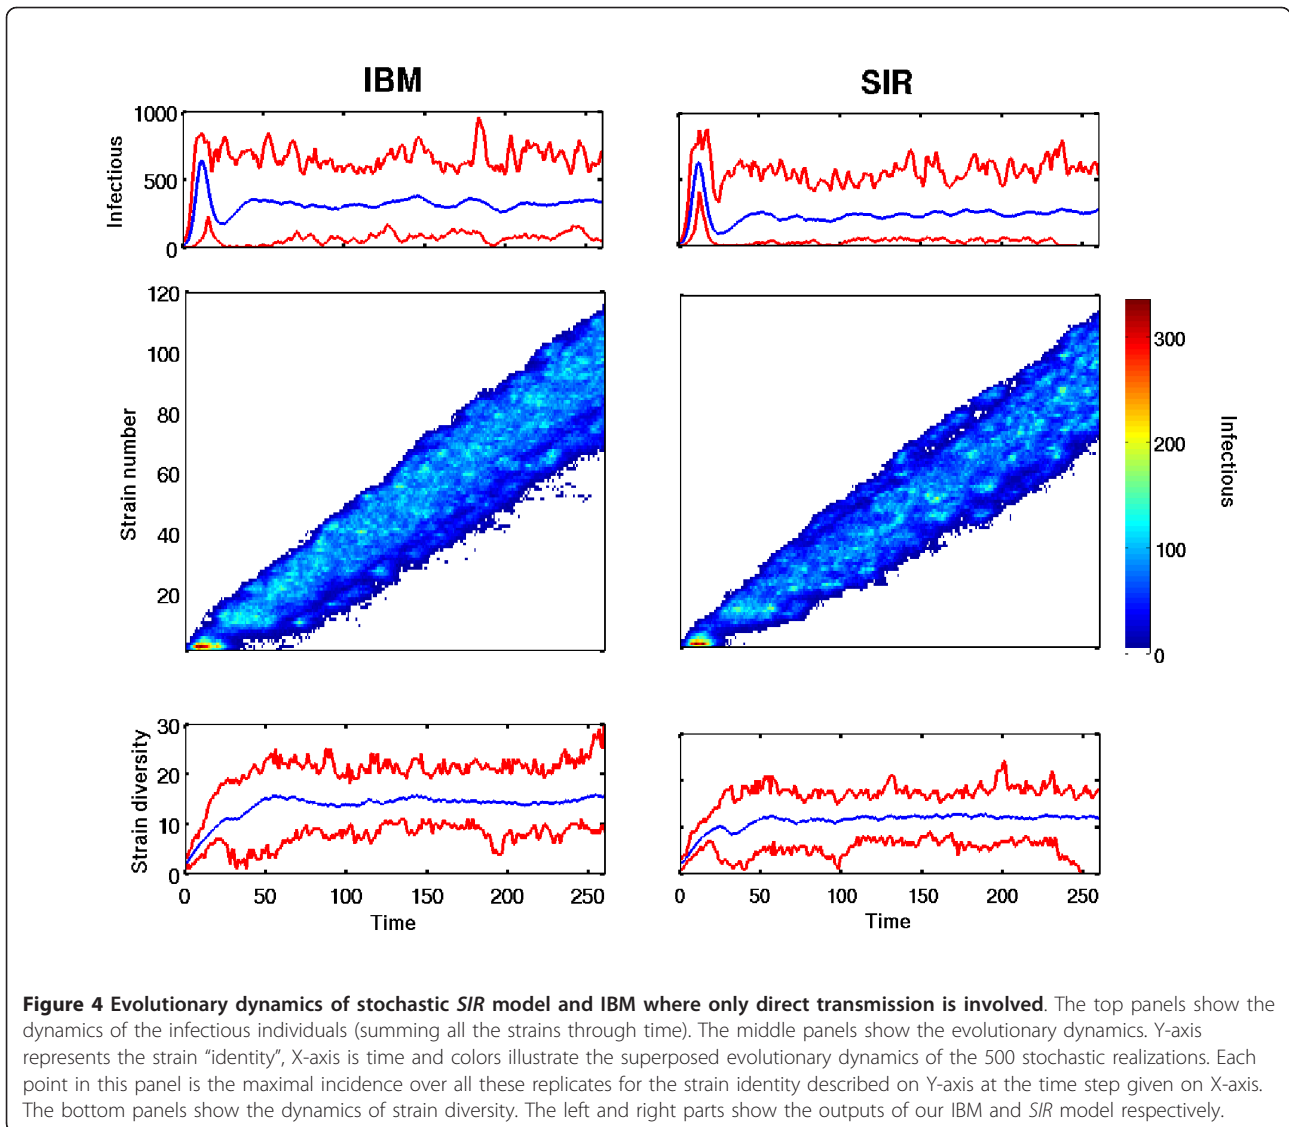 IBM
SIR
1000
500
0
Infectious
120
100
80
60
40
20
Strain number
300
200
100
0
Infectious
30
20
10
0
Strain diversity
0 50 100 150 200 250
Time
0 50 100 150 200 250
Time
Figure 4 Evolutionary dynamics of stochastic SIR model and IBM where only direct transmission is involved. The top panels show the
dynamics of the infectious individuals (summing all the strains through time). The middle panels show the evolutionary dynamics. Y-axis
represents the strain “identity”, X-axis is time and colors illustrate the superposed evolutionary dynamics of the 500 stochastic realizations. Each
point in this panel is the maximal incidence over all these replicates for the strain identity described on Y-axis at the time step given on X-axis.
The bottom panels show the dynamics of strain diversity. The left and right parts show the outputs of our IBM and SIR model respectively.